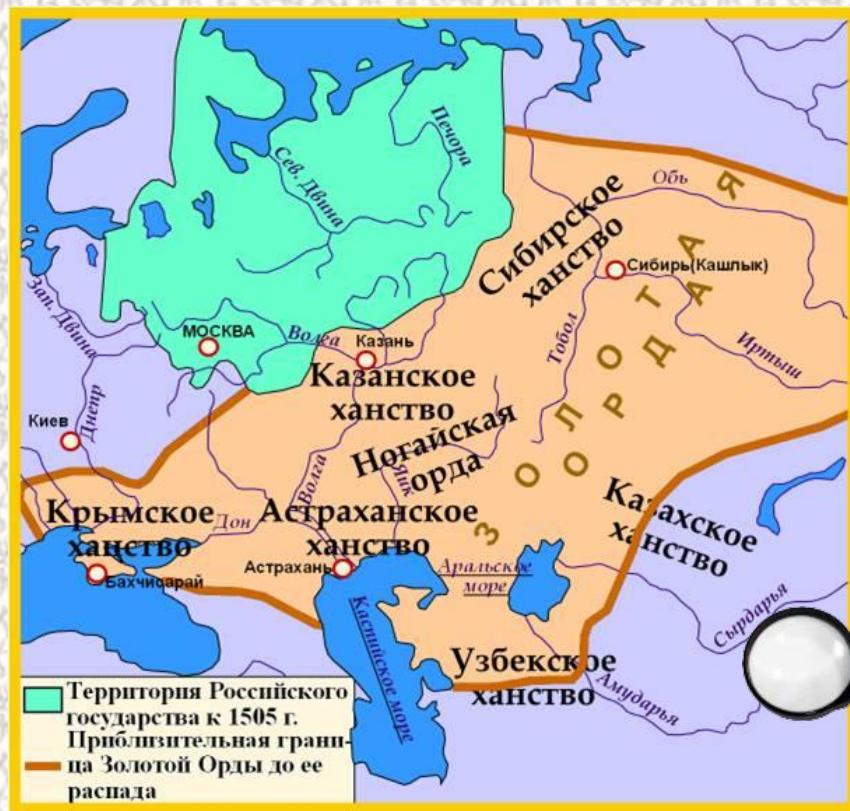 Печора
Сев. Двина
Обь
Сибирское
ханство
Сибирь(Кашлык)
ЗОЛОТАЯ
ОРДА
Зап. Двина
МОСКВА
Волга
Казань
Тобол
Иртыш
Казанское
ханство
Киев
Днепр
Ногайская
орда
Волга
Яик
Казахское
ханство
Крымское
ханство
Дон
Астраханское
ханство
Астрахань
Бахчисарай
Аральское
море
Каспийское море
Сырдарья
Узбекское
ханство
Амударья
Территория Российского
государства к 1505 г.
Приблизительная грани-
ца Золотой Орды до ее
распада